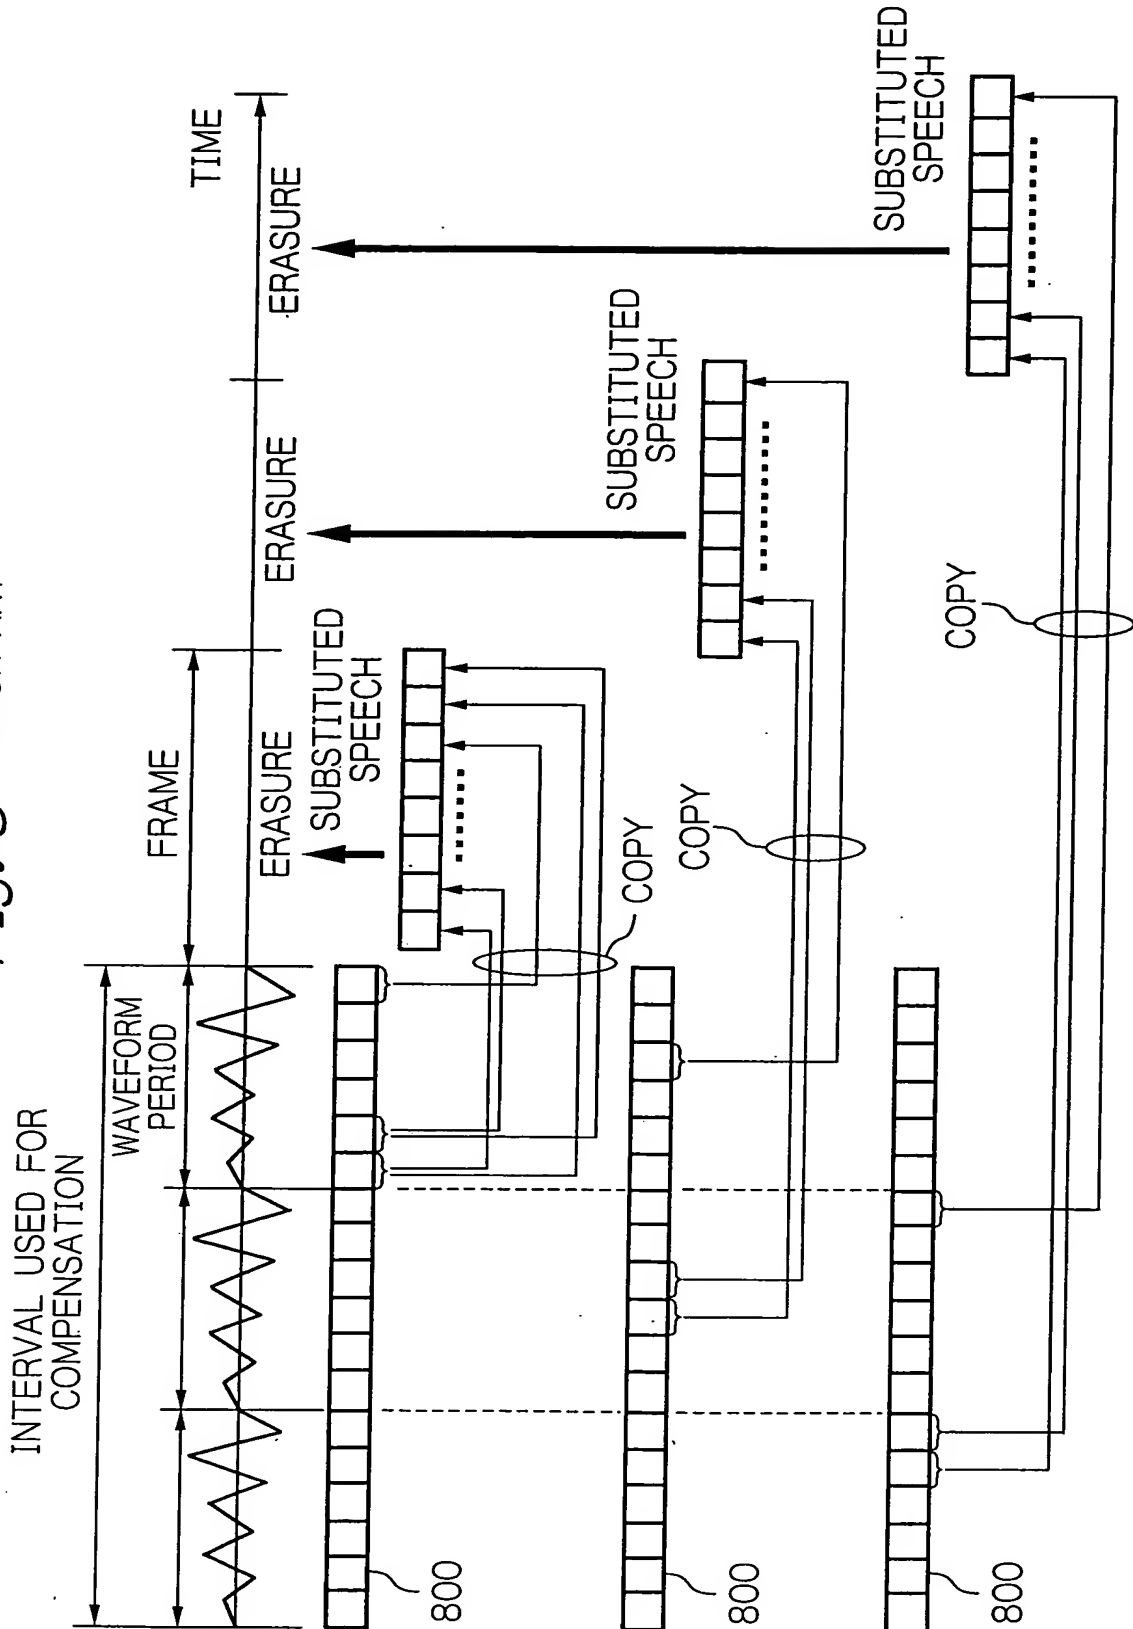 INTERVAL USED FOR
COMPENSATION
WAVEFORM
PERIOD
FRAME
TIME
ERASURE
ERASURE
ERASURE
SUBSTITUTED
SPEECH
SUBSTITUTED
SPEECH
SUBSTITUTED
SPEECH
COPY
COPY
COPY
800
800
800